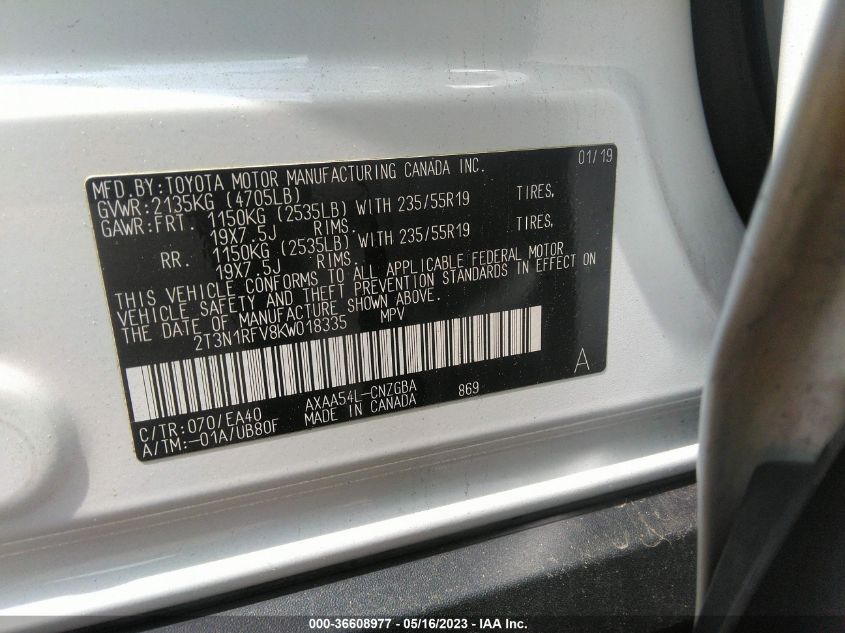 MFD.BY:TOYOTA MOTOR MANUFACTURING CANADA INC. 01/19
GVWR:2135KG (4705LB)
GAWR:FRT. 1150KG (2535LB) WITH 235/55R19 TIRES,
19X7.5J RIMS.
RR. 1150KG (2535LB) WITH 235/55R19 TIRES,
19X7.5J RIMS.
THIS VEHICLE CONFORMS TO ALL APPLICABLE FEDERAL MOTOR
VEHICLE SAFETY AND THEFT PREVENTION STANDARDS IN EFFECT ON
THE DATE OF MANUFACTURE SHOWN ABOVE.
2T3N1RFV8KW018335 MPV
A
C/TR:070/EA40 AXAA54L-CNZGBA 869
A/TM:-01A/UB80F MADE IN CANADA
000-36608977 - 05/16/2023 - IAA Inc.